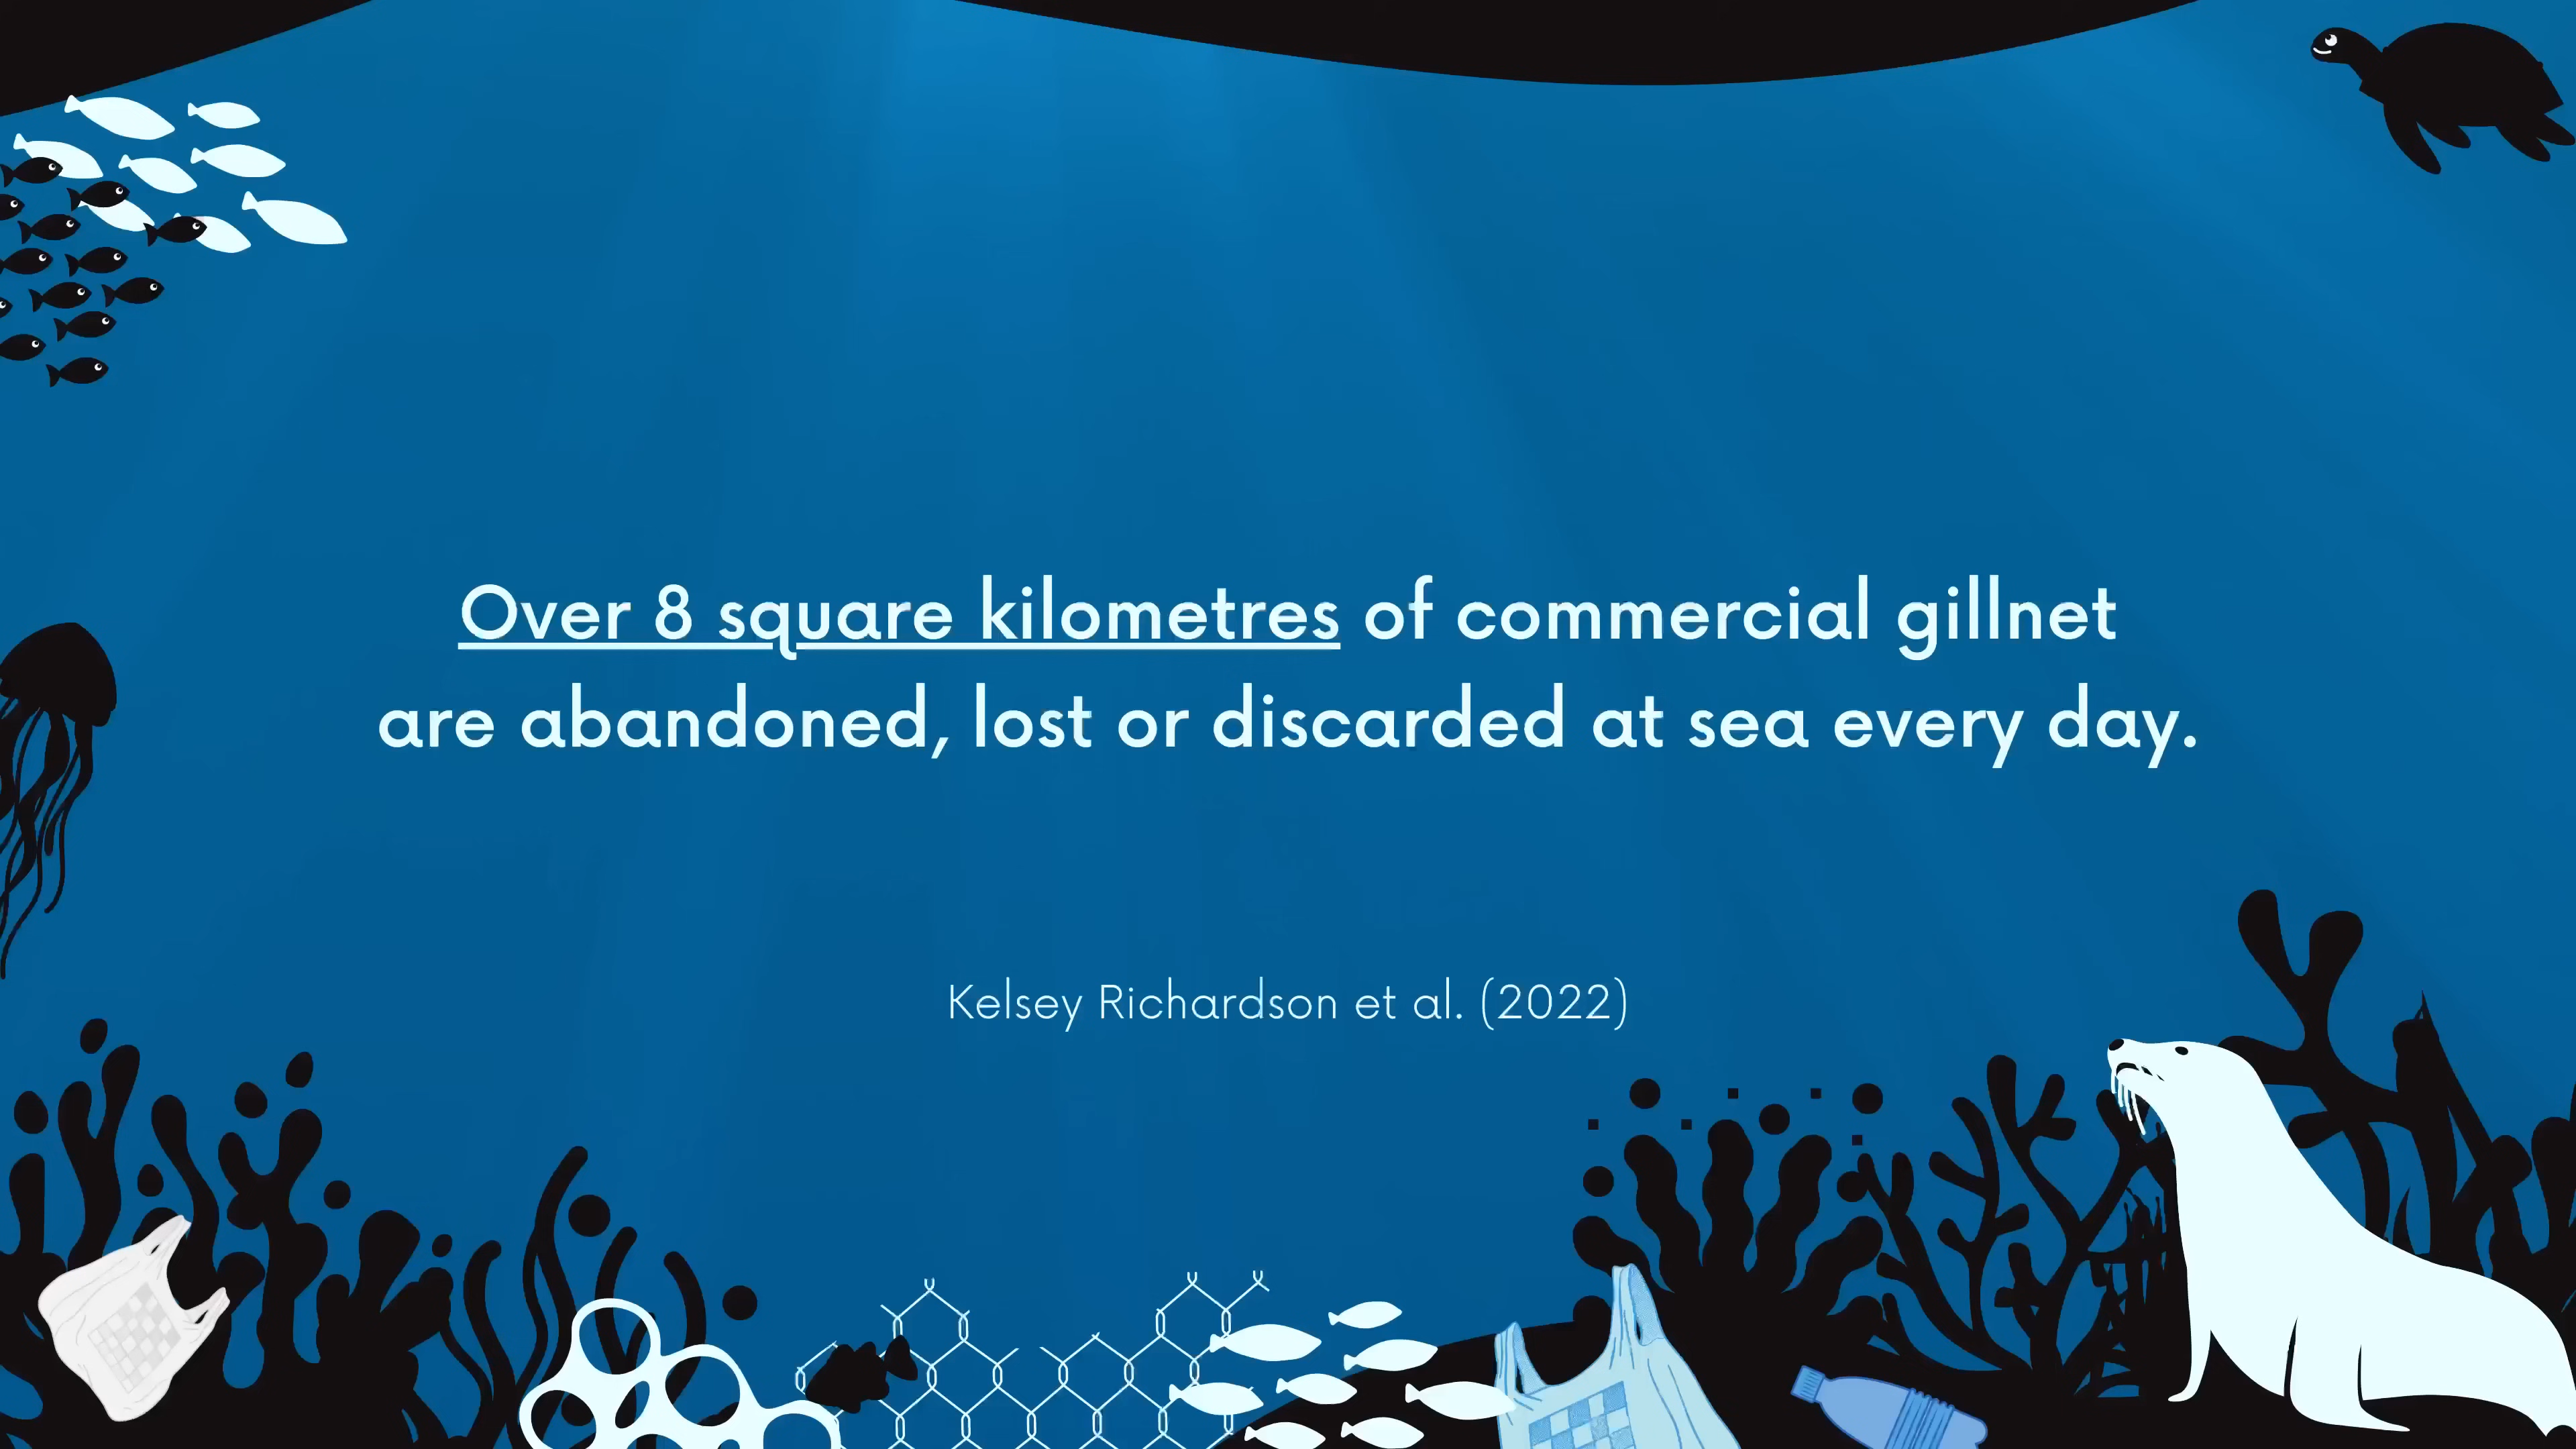 Over 8 square kilometres of commercial gillnet
are abandoned, lost or discarded at sea every day.
Kelsey Richardson et al. (2022)